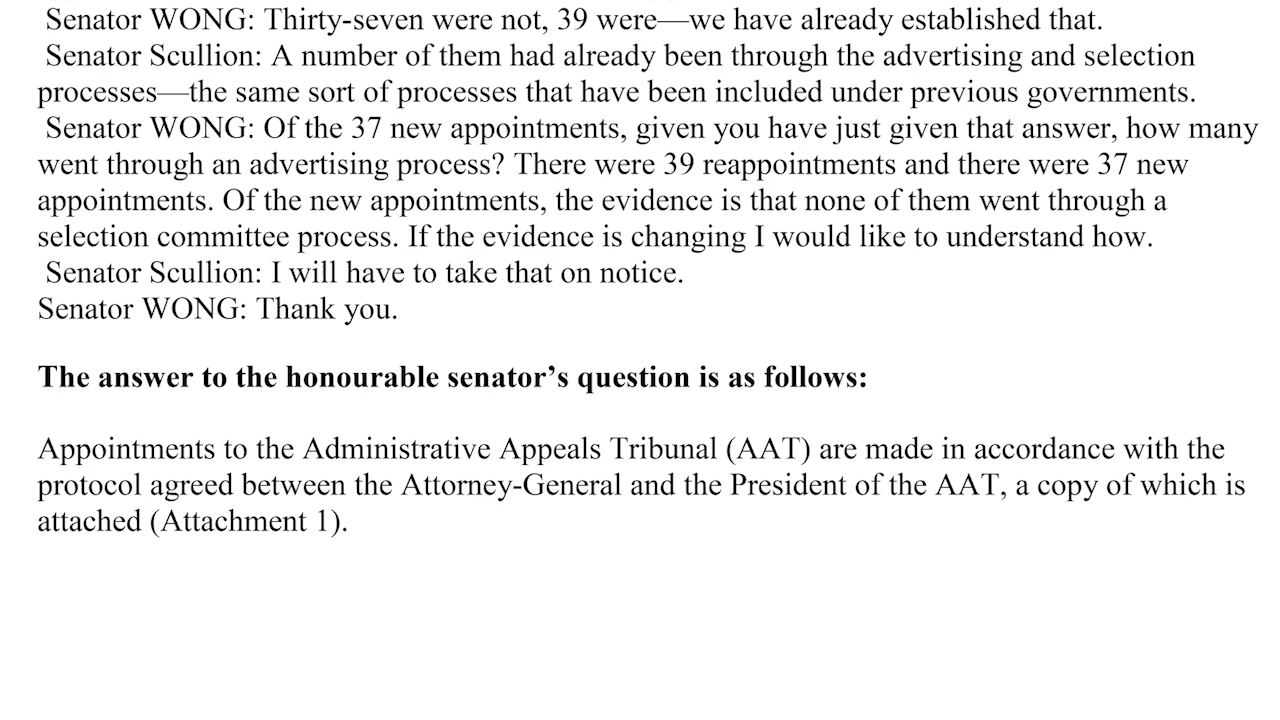 Senator WONG: Thirty-seven were not, 39 were—we have already established that.
Senator Scullion: A number of them had already been through the advertising and selection
processes—the same sort of processes that have been included under previous governments.
Senator WONG: Of the 37 new appointments, given you have just given that answer, how many
went through an advertising process? There were 39 reappointments and there were 37 new
appointments. Of the new appointments, the evidence is that none of them went through a
selection committee process. If the evidence is changing I would like to understand how.
Senator Scullion: I will have to take that on notice.
Senator WONG: Thank you.
The answer to the honourable senator’s question is as follows:
Appointments to the Administrative Appeals Tribunal (AAT) are made in accordance with the
protocol agreed between the Attorney-General and the President of the AAT, a copy of which is
attached (Attachment 1).